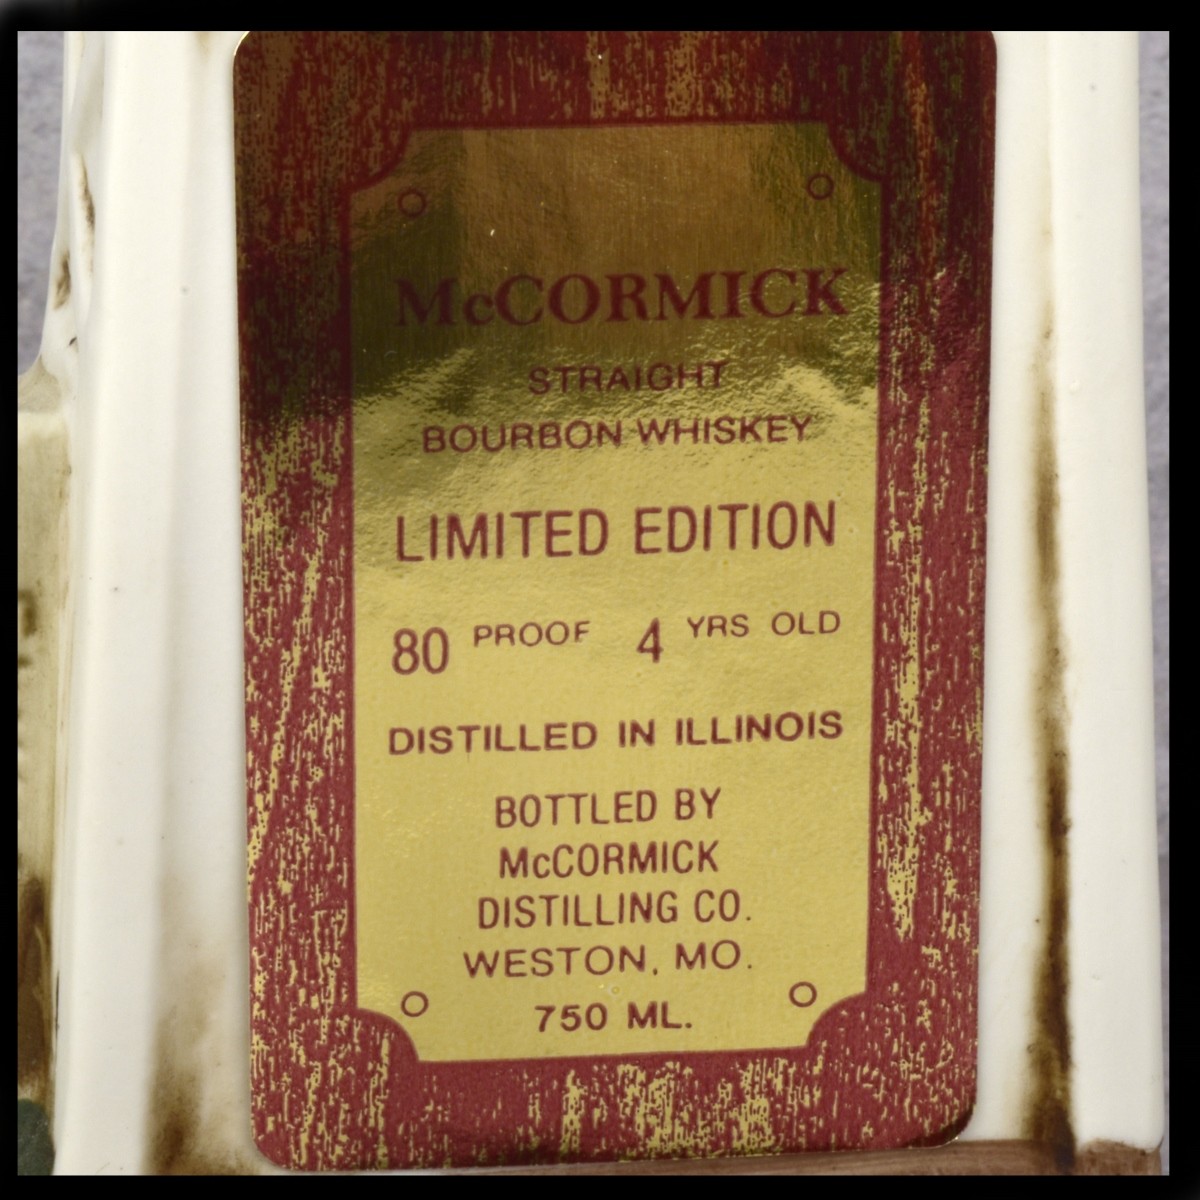 McCORMICK
STRAIGHT
BOURBON WHISKEY
LIMITED EDITION
80 PROOF 4 YRS OLD
DISTILLED IN ILLINOIS
BOTTLED BY
McCORMICK
DISTILLING CO.
WESTON, MO.
750 ML.